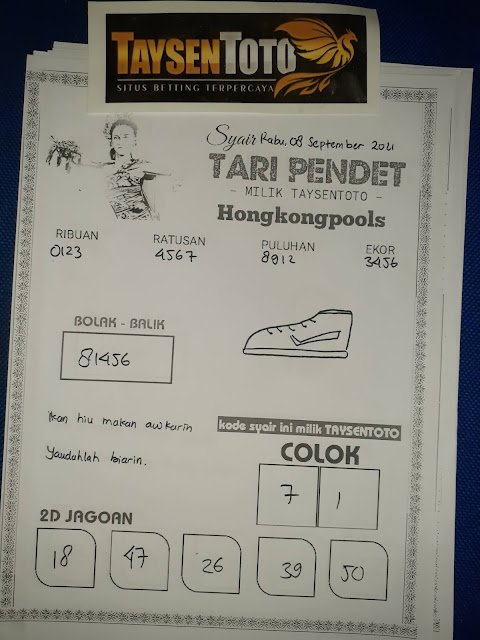 TAYSENTOTO
SITUS BETTING TERPERCAYA
Syair Rabu, 08 September 2021
TARI PENDET
- MILIK TAYSENTOTO -
Hongkongpools
RIBUAN RATUSAN PULUHAN EKOR
0123 4567 8912 3456
BOLAK - BALIK
81456
Ikan hiu makan awkarin
Yaudahlah biarin.
kode syair ini milik TAYSENTOTO
COLOK
7 1
2D JAGOAN
18 47 26 39 50